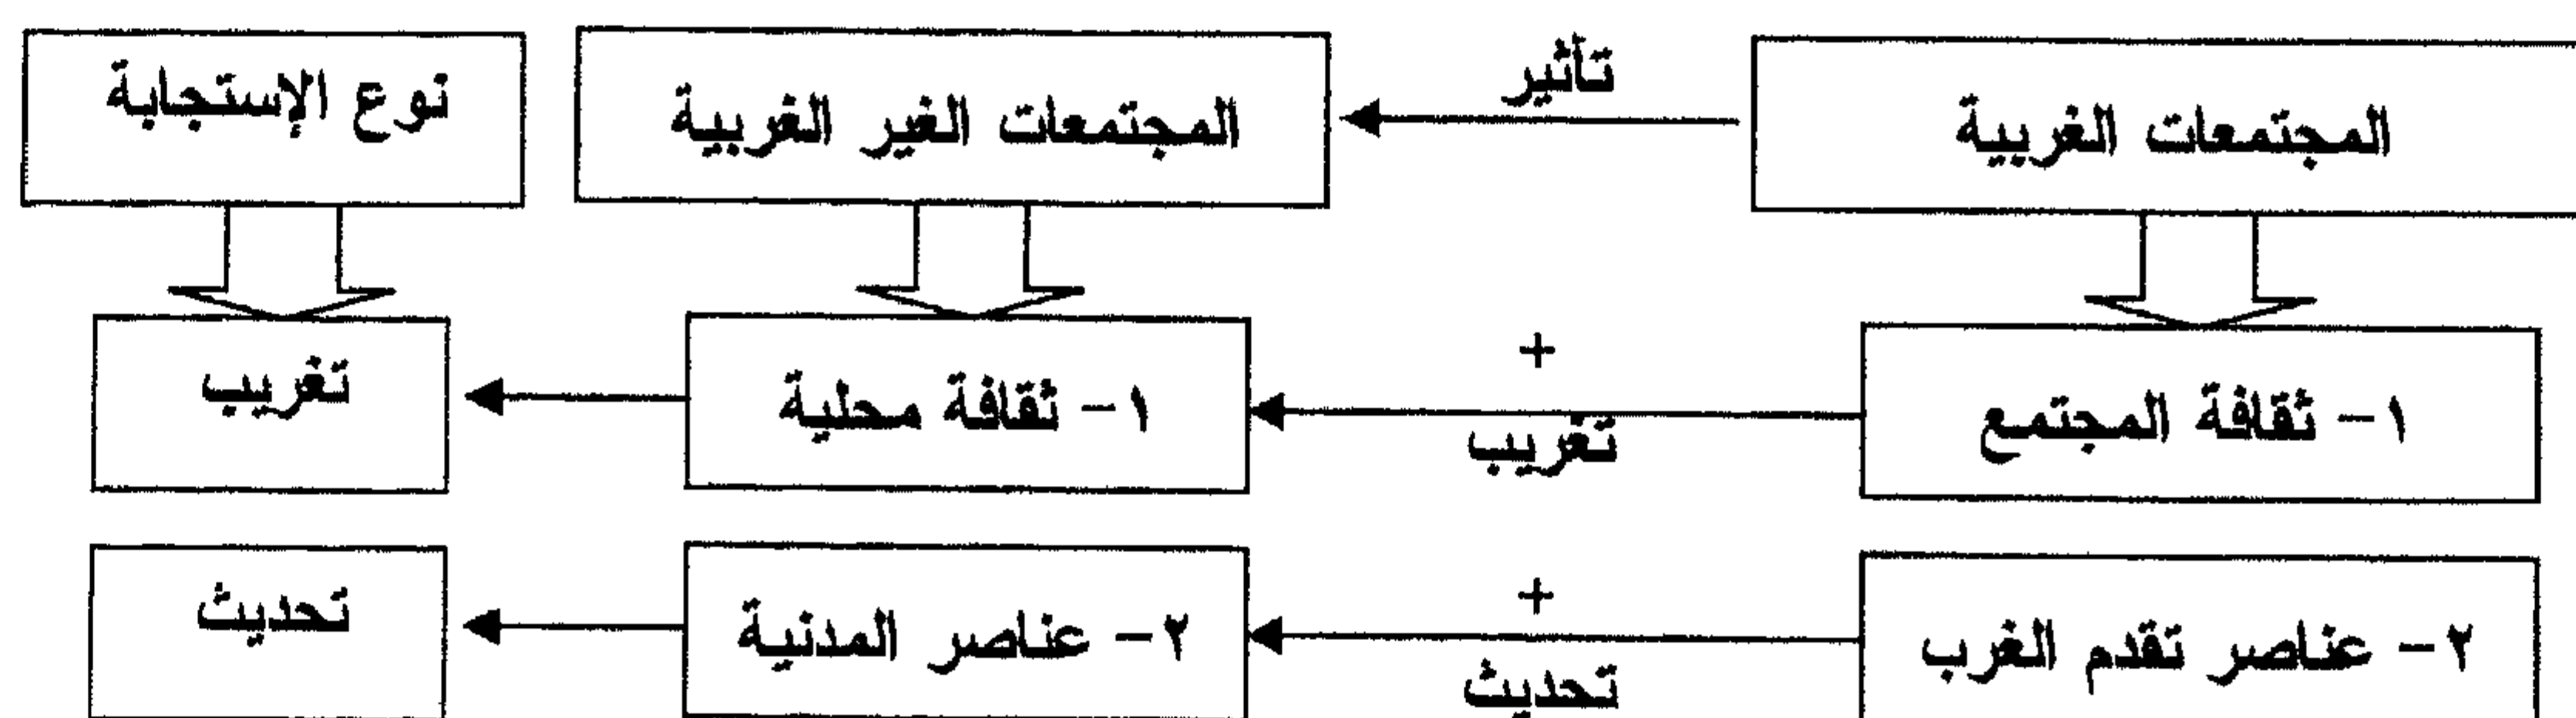 المجتمعات الغربية
تأثير
المجتمعات الغير الغربية
نوع الإستجابة
١- ثقافة المجتمع
+
تغريب
١- ثقافة محلية
تغريب
٢- عناصر تقدم الغرب
+
تحديث
٢- عناصر المدنية
تحديث